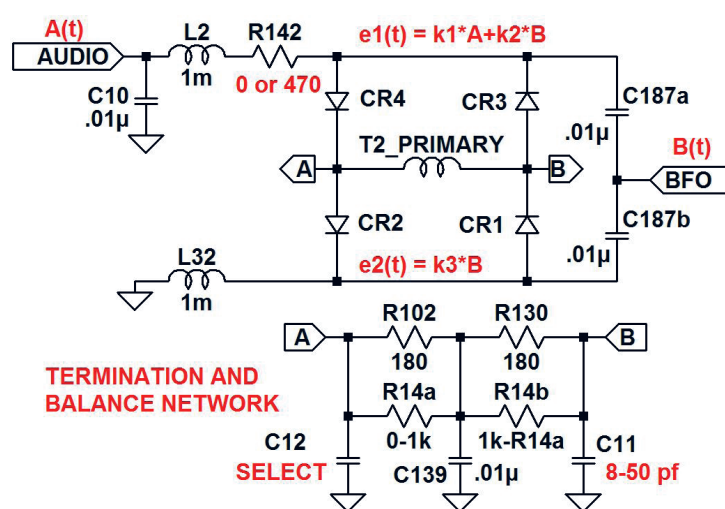 A(t)
AUDIO
L2
1m
R142
0 or 470
e1(t) = k1*A+k2*B
C10
.01µ
CR4
CR3
C187a
.01µ
T2_PRIMARY
A
B
B(t)
BFO
CR2
CR1
C187b
.01µ
L32
1m
e2(t) = k3*B
R102
180
R130
180
A
B
TERMINATION AND
BALANCE NETWORK
R14a
0-1k
R14b
1k-R14a
C12
SELECT
C139
.01µ
C11
8-50 pf